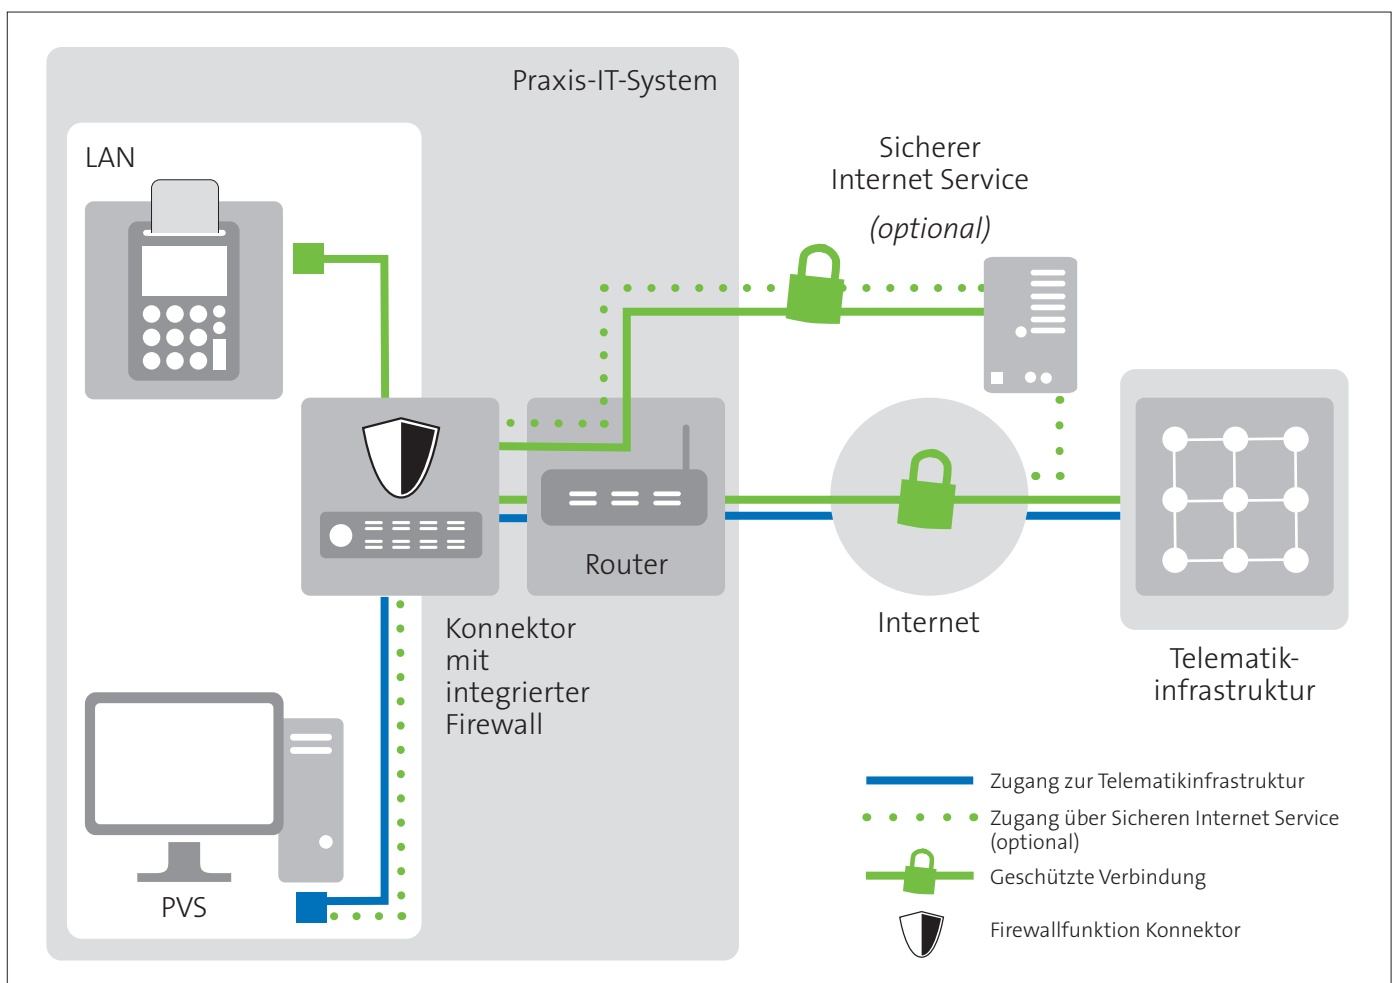 Praxis-IT-System
LAN
Sicherer
Internet Service
(optional)
Router
Konnektor
mit
integrierter
Firewall
Internet
Telematik-
infrastruktur
PVS
Zugang zur Telematikinfrastruktur
Zugang über Sicheren Internet Service
(optional)
Geschützte Verbindung
Firewallfunktion Konnektor